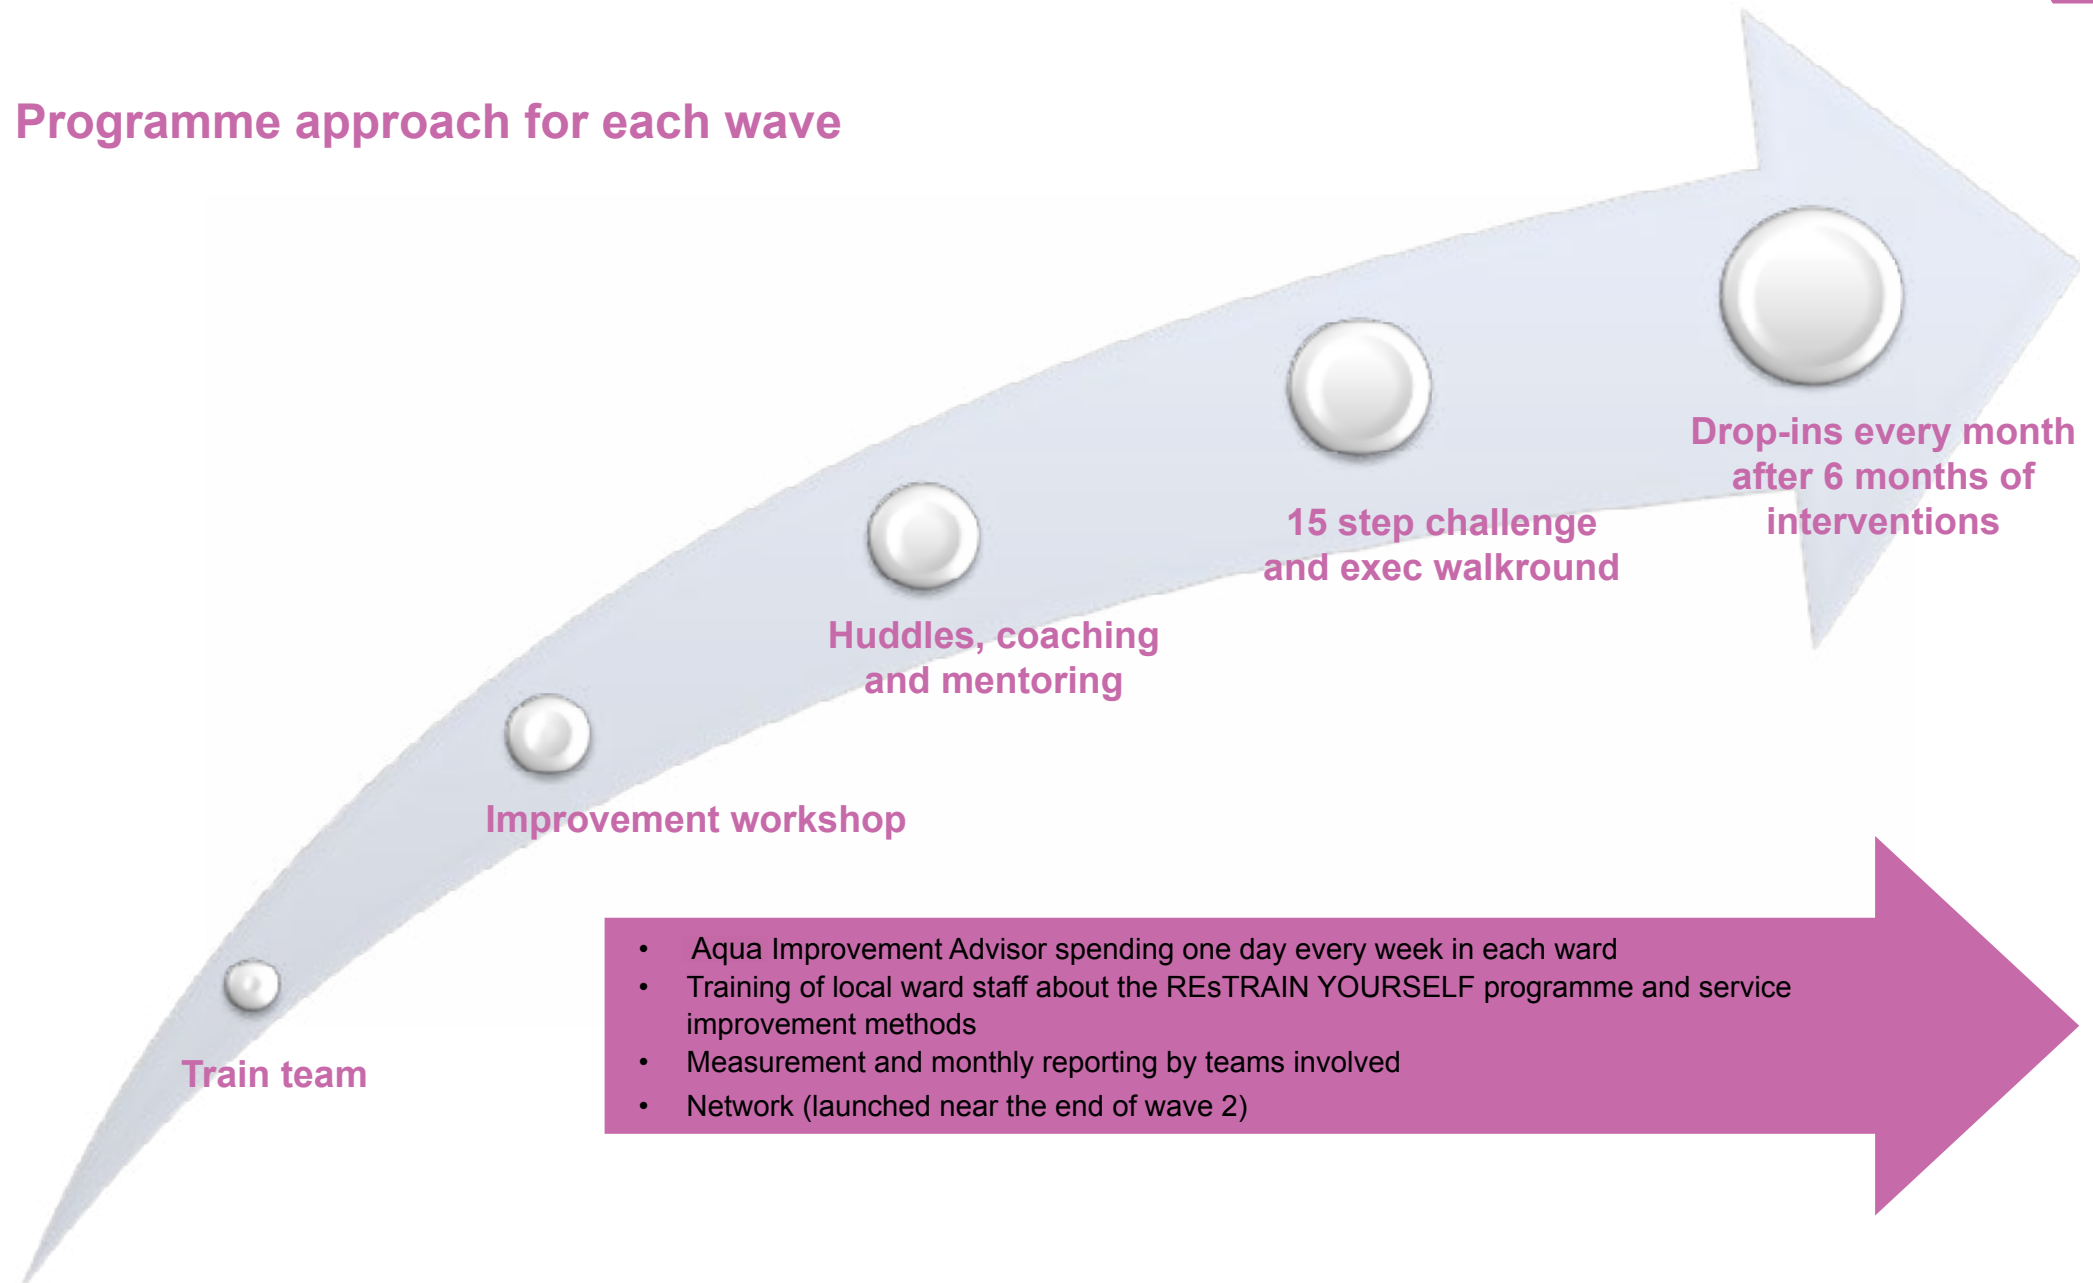 Programme approach for each wave
Drop-ins every month
after 6 months of
interventions
15 step challenge
and exec walkround
Huddles, coaching
and mentoring
Improvement workshop
Train team
• Aqua Improvement Advisor spending one day every week in each ward
• Training of local ward staff about the REsTRAIN YOURSELF programme and service
improvement methods
• Measurement and monthly reporting by teams involved
• Network (launched near the end of wave 2)